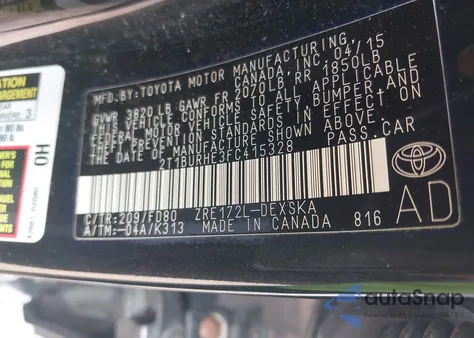 MFD.BY:TOYOTA MOTOR MANUFACTURING,
CANADA, INC. 04/15
GVWR 3820 LB GAWR FR 2070LB RR 1850LB
THIS VEHICLE CONFORMS TO ALL APPLICABLE
FEDERAL MOTOR VEHICLE SAFETY, BUMPER, AND
THEFT PREVENTION STANDARDS IN EFFECT ON
THE DATE OF MANUFACTURE SHOWN ABOVE.
2T1BURHE3FC415328 PASS.CAR
C/TR:209/FD80 ZRE172L-DEXSKA
A/TM:-04A/K313 MADE IN CANADA 816
AD
TOYOTA
OH
autoSnap